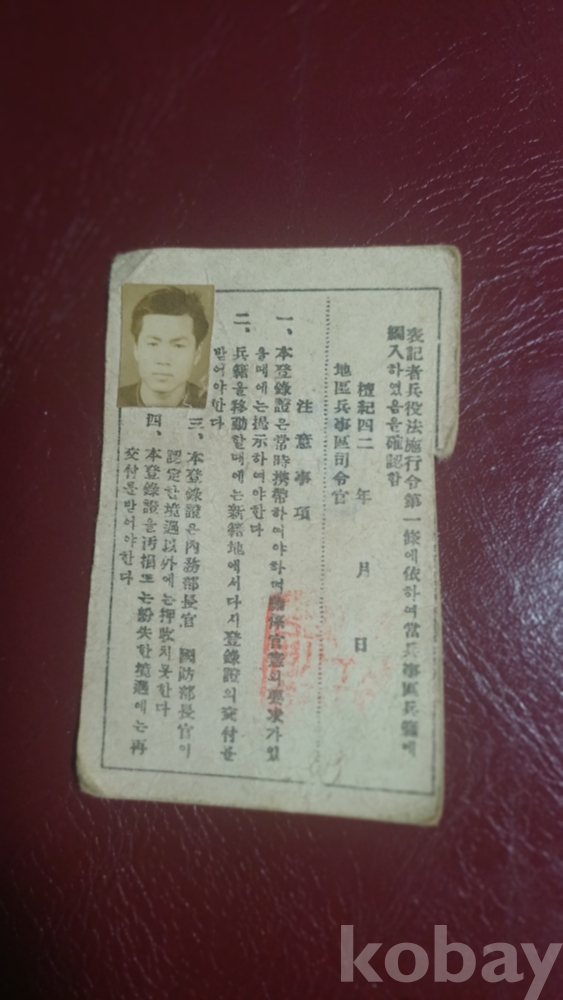 表記者兵役法施行令第一條에依하여當兵事區兵籍에
編入하였음을確認함
檀紀四二 年 月 日
地區兵事區司令官
注意事項
一、本登錄證은常時携帶하여야하며關係官憲의要求가있
을때에는提示하여야한다
二、兵籍을移動할때에는新籍地에서다시登錄證의交付를
받어야한다
三、本登錄證은內務部長官 國防部長官이
認定한境遇以外에는押收치못한다
四、本登錄證을汚損또는紛失한境遇에는再
交付를받어야한다
kobay